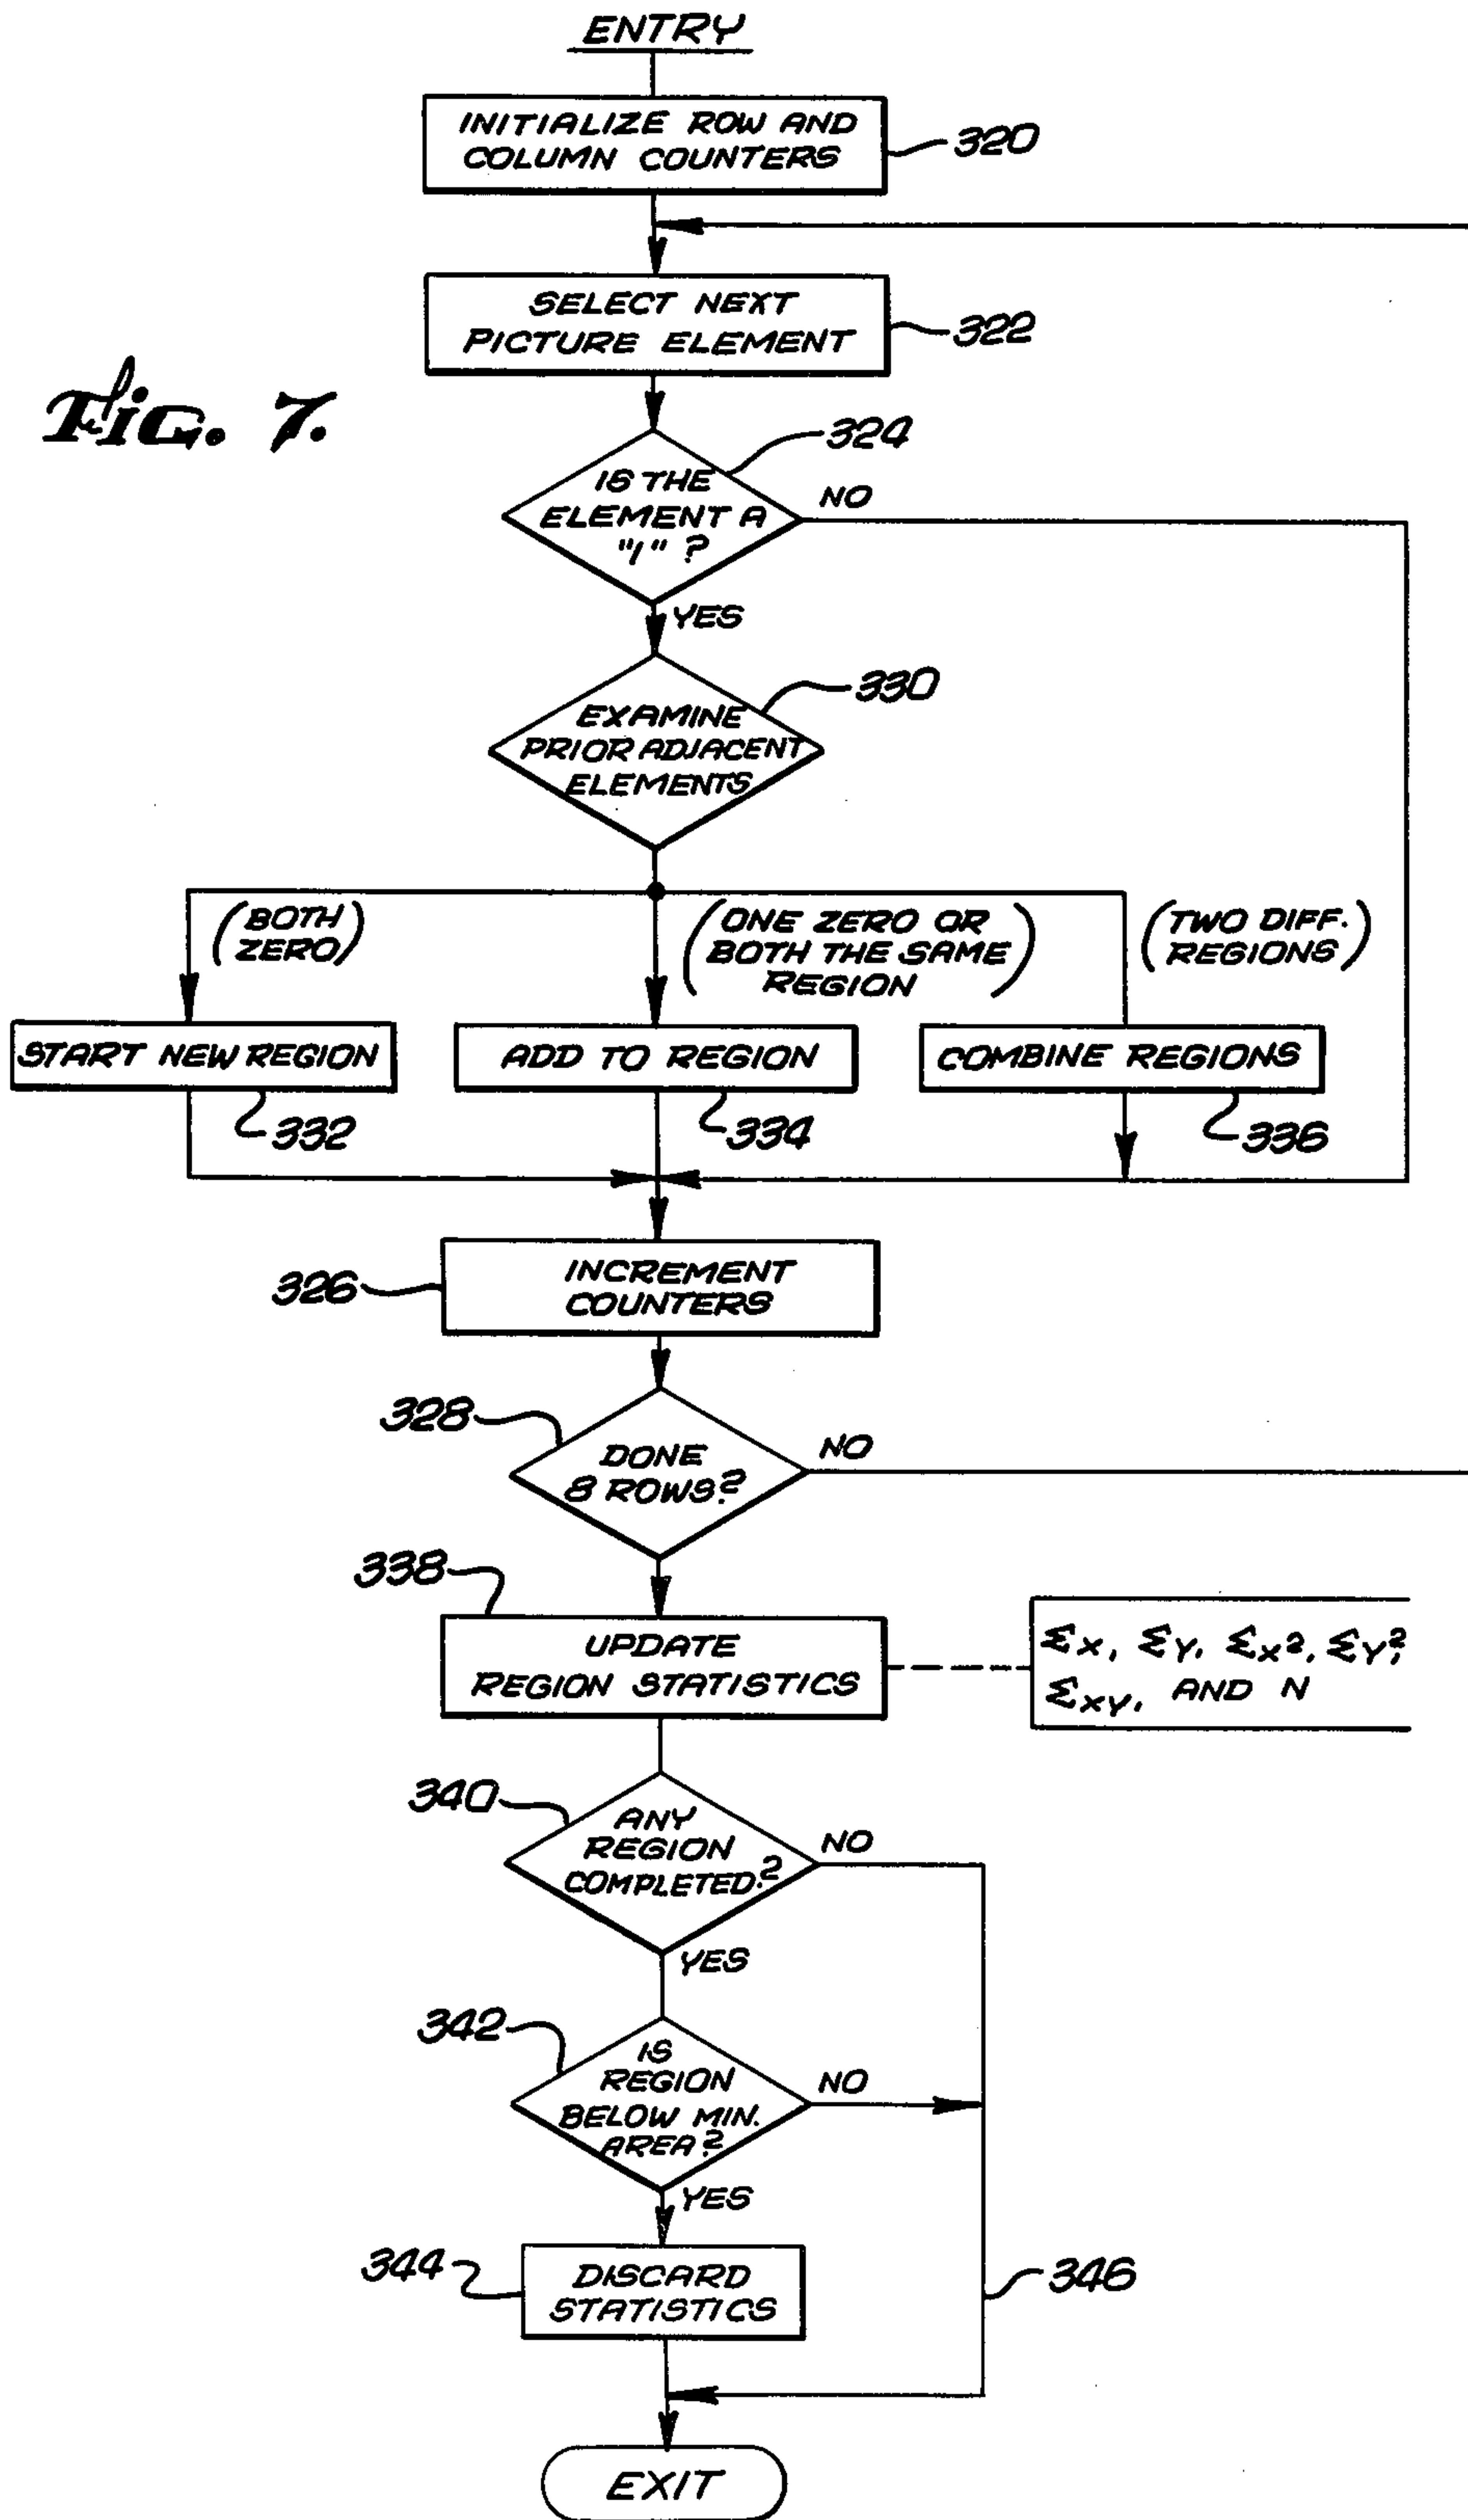 ENTRY
INITIALIZE ROW AND
COLUMN COUNTERS
320
SELECT NEXT
PICTURE ELEMENT
322
FIG. 7.
324
IS THE
ELEMENT A
"1" ?
NO
YES
330
EXAMINE
PRIOR ADJACENT
ELEMENTS
(BOTH
ZERO)
(ONE ZERO OR
BOTH THE SAME
REGION)
(TWO DIFF.
REGIONS)
START NEW REGION
ADD TO REGION
COMBINE REGIONS
332
334
336
INCREMENT
COUNTERS
326
328
DONE
8 ROWS?
NO
338
UPDATE
REGION STATISTICS
Σx, Σy, Σx², Σy²,
Σxy, AND N
340
ANY
REGION
COMPLETED?
NO
YES
342
IS
REGION
BELOW MIN.
AREA?
NO
YES
344
DISCARD
STATISTICS
346
EXIT